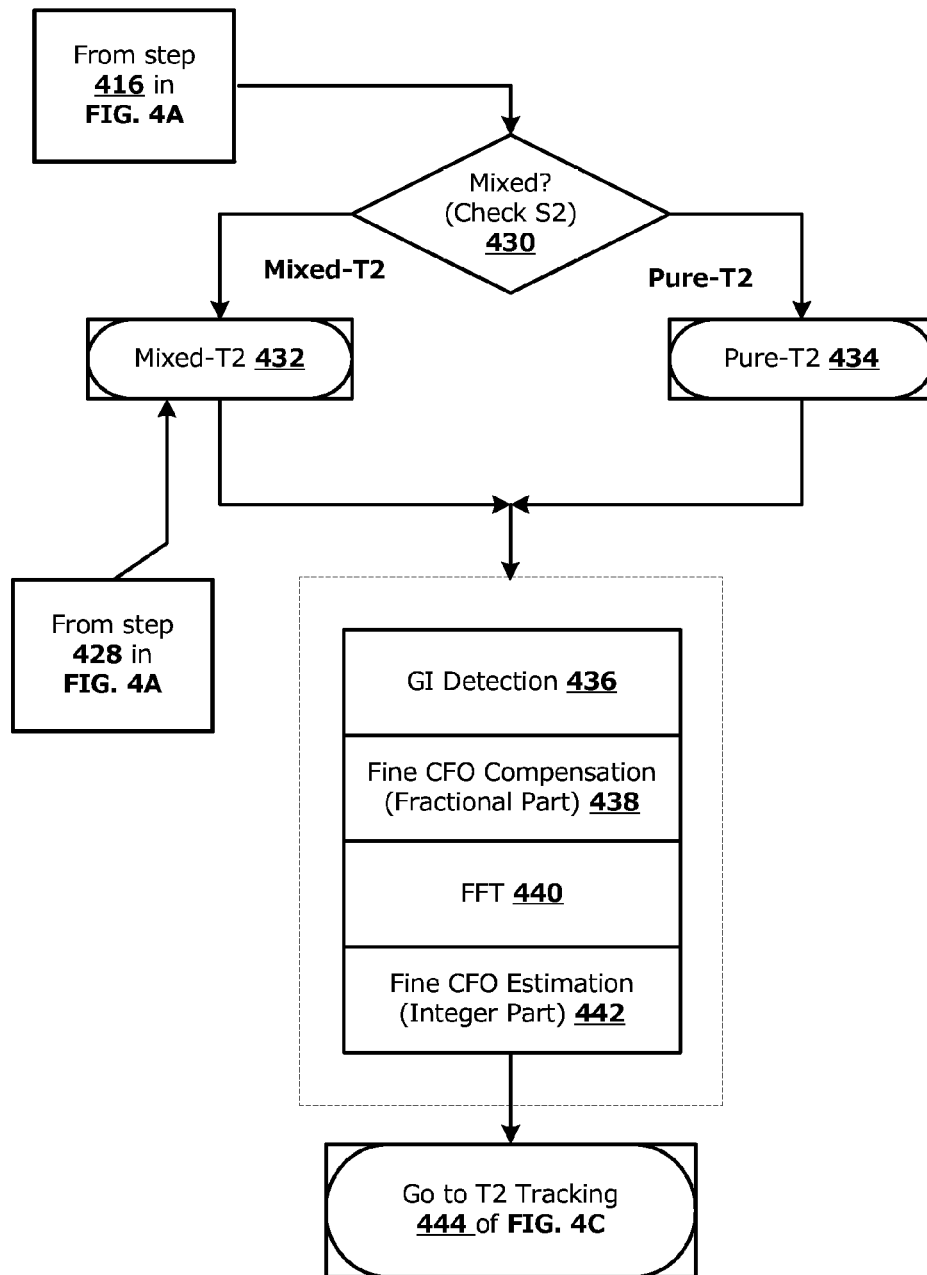 From step
416 in
FIG. 4A
Mixed?
(Check S2)
430
Mixed-T2
Pure-T2
Mixed-T2 432
Pure-T2 434
From step
428 in
FIG. 4A
GI Detection 436
Fine CFO Compensation
(Fractional Part) 438
FFT 440
Fine CFO Estimation
(Integer Part) 442
Go to T2 Tracking
444 of FIG. 4C